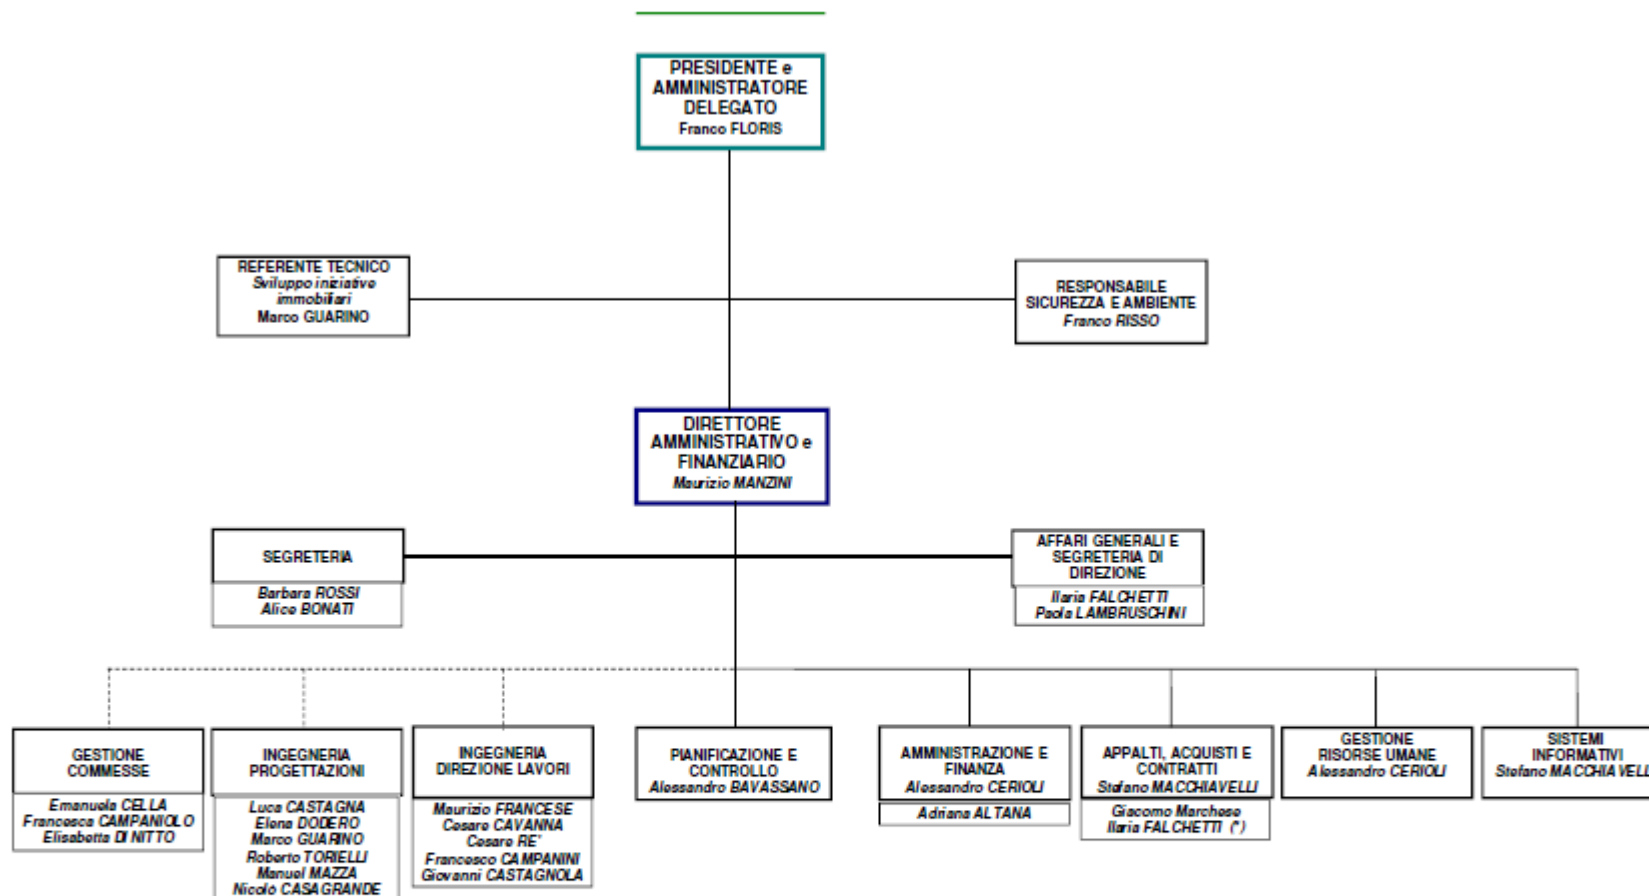 PRESIDENTE e
AMMINISTRATORE
DELEGATO
Franco FLORIS
REFERENTE TECNICO
Sviluppo iniziative
immobiliari
Marco GUARINO
RESPONSABILE
SICUREZZA E AMBIENTE
Franco RISSO
DIRETTORE
AMMINISTRATIVO e
FINANZIARIO
Maurizio MANZINI
SEGRETERIA
Barbara ROSSI
Alice BONATI
AFFARI GENERALI E
SEGRETERIA DI
DIREZIONE
Ilaria FALCHETTI
Paola LAMBRUSCHINI
GESTIONE
COMMESSE
Emanuela CELLA
Francesca CAMPANIOLO
Elisabetta DI NITTO
INGEGNERIA
PROGETTAZIONI
Luca CASTAGNA
Elena DODERO
Marco GUARINO
Roberto TORIELLI
Manuel MAZZA
Nicolò CASAGRANDE
INGEGNERIA
DIREZIONE LAVORI
Maurizio FRANCESE
Cesare CAVANNA
Cesare RE'
Francesco CAMPANINI
Giovanni CASTAGNOLA
PIANIFICAZIONE E
CONTROLLO
Alessandro BAVASSANO
AMMINISTRAZIONE E
FINANZA
Alessandro CERIOLI
Adriana ALTANA
APPALTI, ACQUISTI E
CONTRATTI
Stefano MACCHIAVELLI
Giacomo Marchese
Ilaria FALCHETTI (*)
GESTIONE
RISORSE UMANE
Alessandro CERIOLI
SISTEMI
INFORMATIVI
Stefano MACCHIAVELL